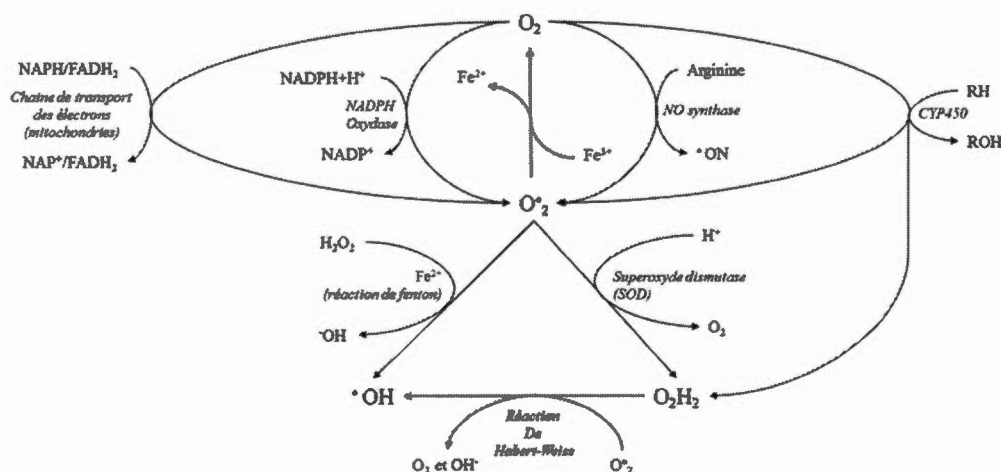 O₂
NAPH/FADH₂
Chaîne de transport
des électrons
(mitochondries)
NAP⁺/FADH₂
NADPH+H⁺
NADPH
Oxydase
NADP⁺
Fe²⁺
Fe³⁺
Arginine
NO synthase
°ON
RH
CYP450
ROH
O•₂
H₂O₂
Fe²⁺
(réaction de fenton)
⁻OH
H⁺
Superoxyde dismutase
(SOD)
O₂
•OH
O₂H₂
Réaction
De
Habert-Weiss
O₂ et OH⁻
O•₂